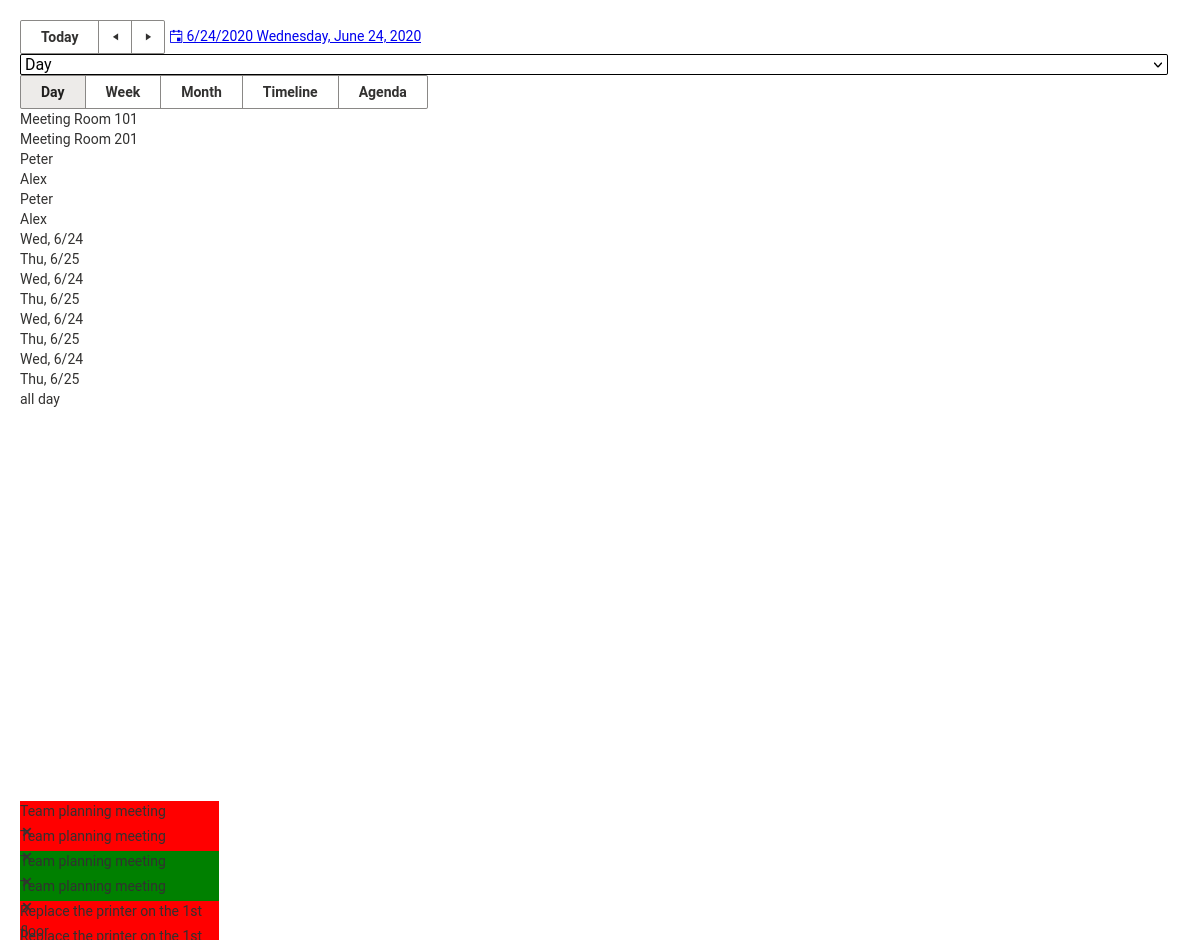 Today 6/24/2020 Wednesday, June 24, 2020
Day
Day Week Month Timeline Agenda
Meeting Room 101
Meeting Room 201
Peter
Alex
Peter
Alex
Wed, 6/24
Thu, 6/25
Wed, 6/24
Thu, 6/25
Wed, 6/24
Thu, 6/25
Wed, 6/24
Thu, 6/25
all day
Team planning meeting
Team planning meeting
Team planning meeting
Team planning meeting
Replace the printer on the 1st
floor
Replace the printer on the 1st